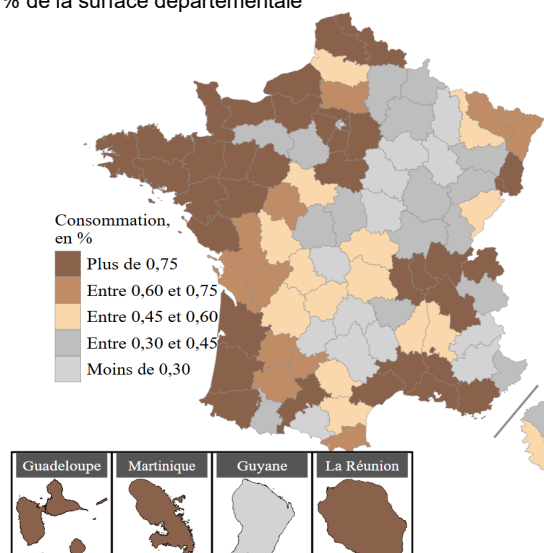 % de la surface départementale
Consommation,
en %
Plus de 0,75
Entre 0,60 et 0,75
Entre 0,45 et 0,60
Entre 0,30 et 0,45
Moins de 0,30
Guadeloupe
Martinique
Guyane
La Réunion